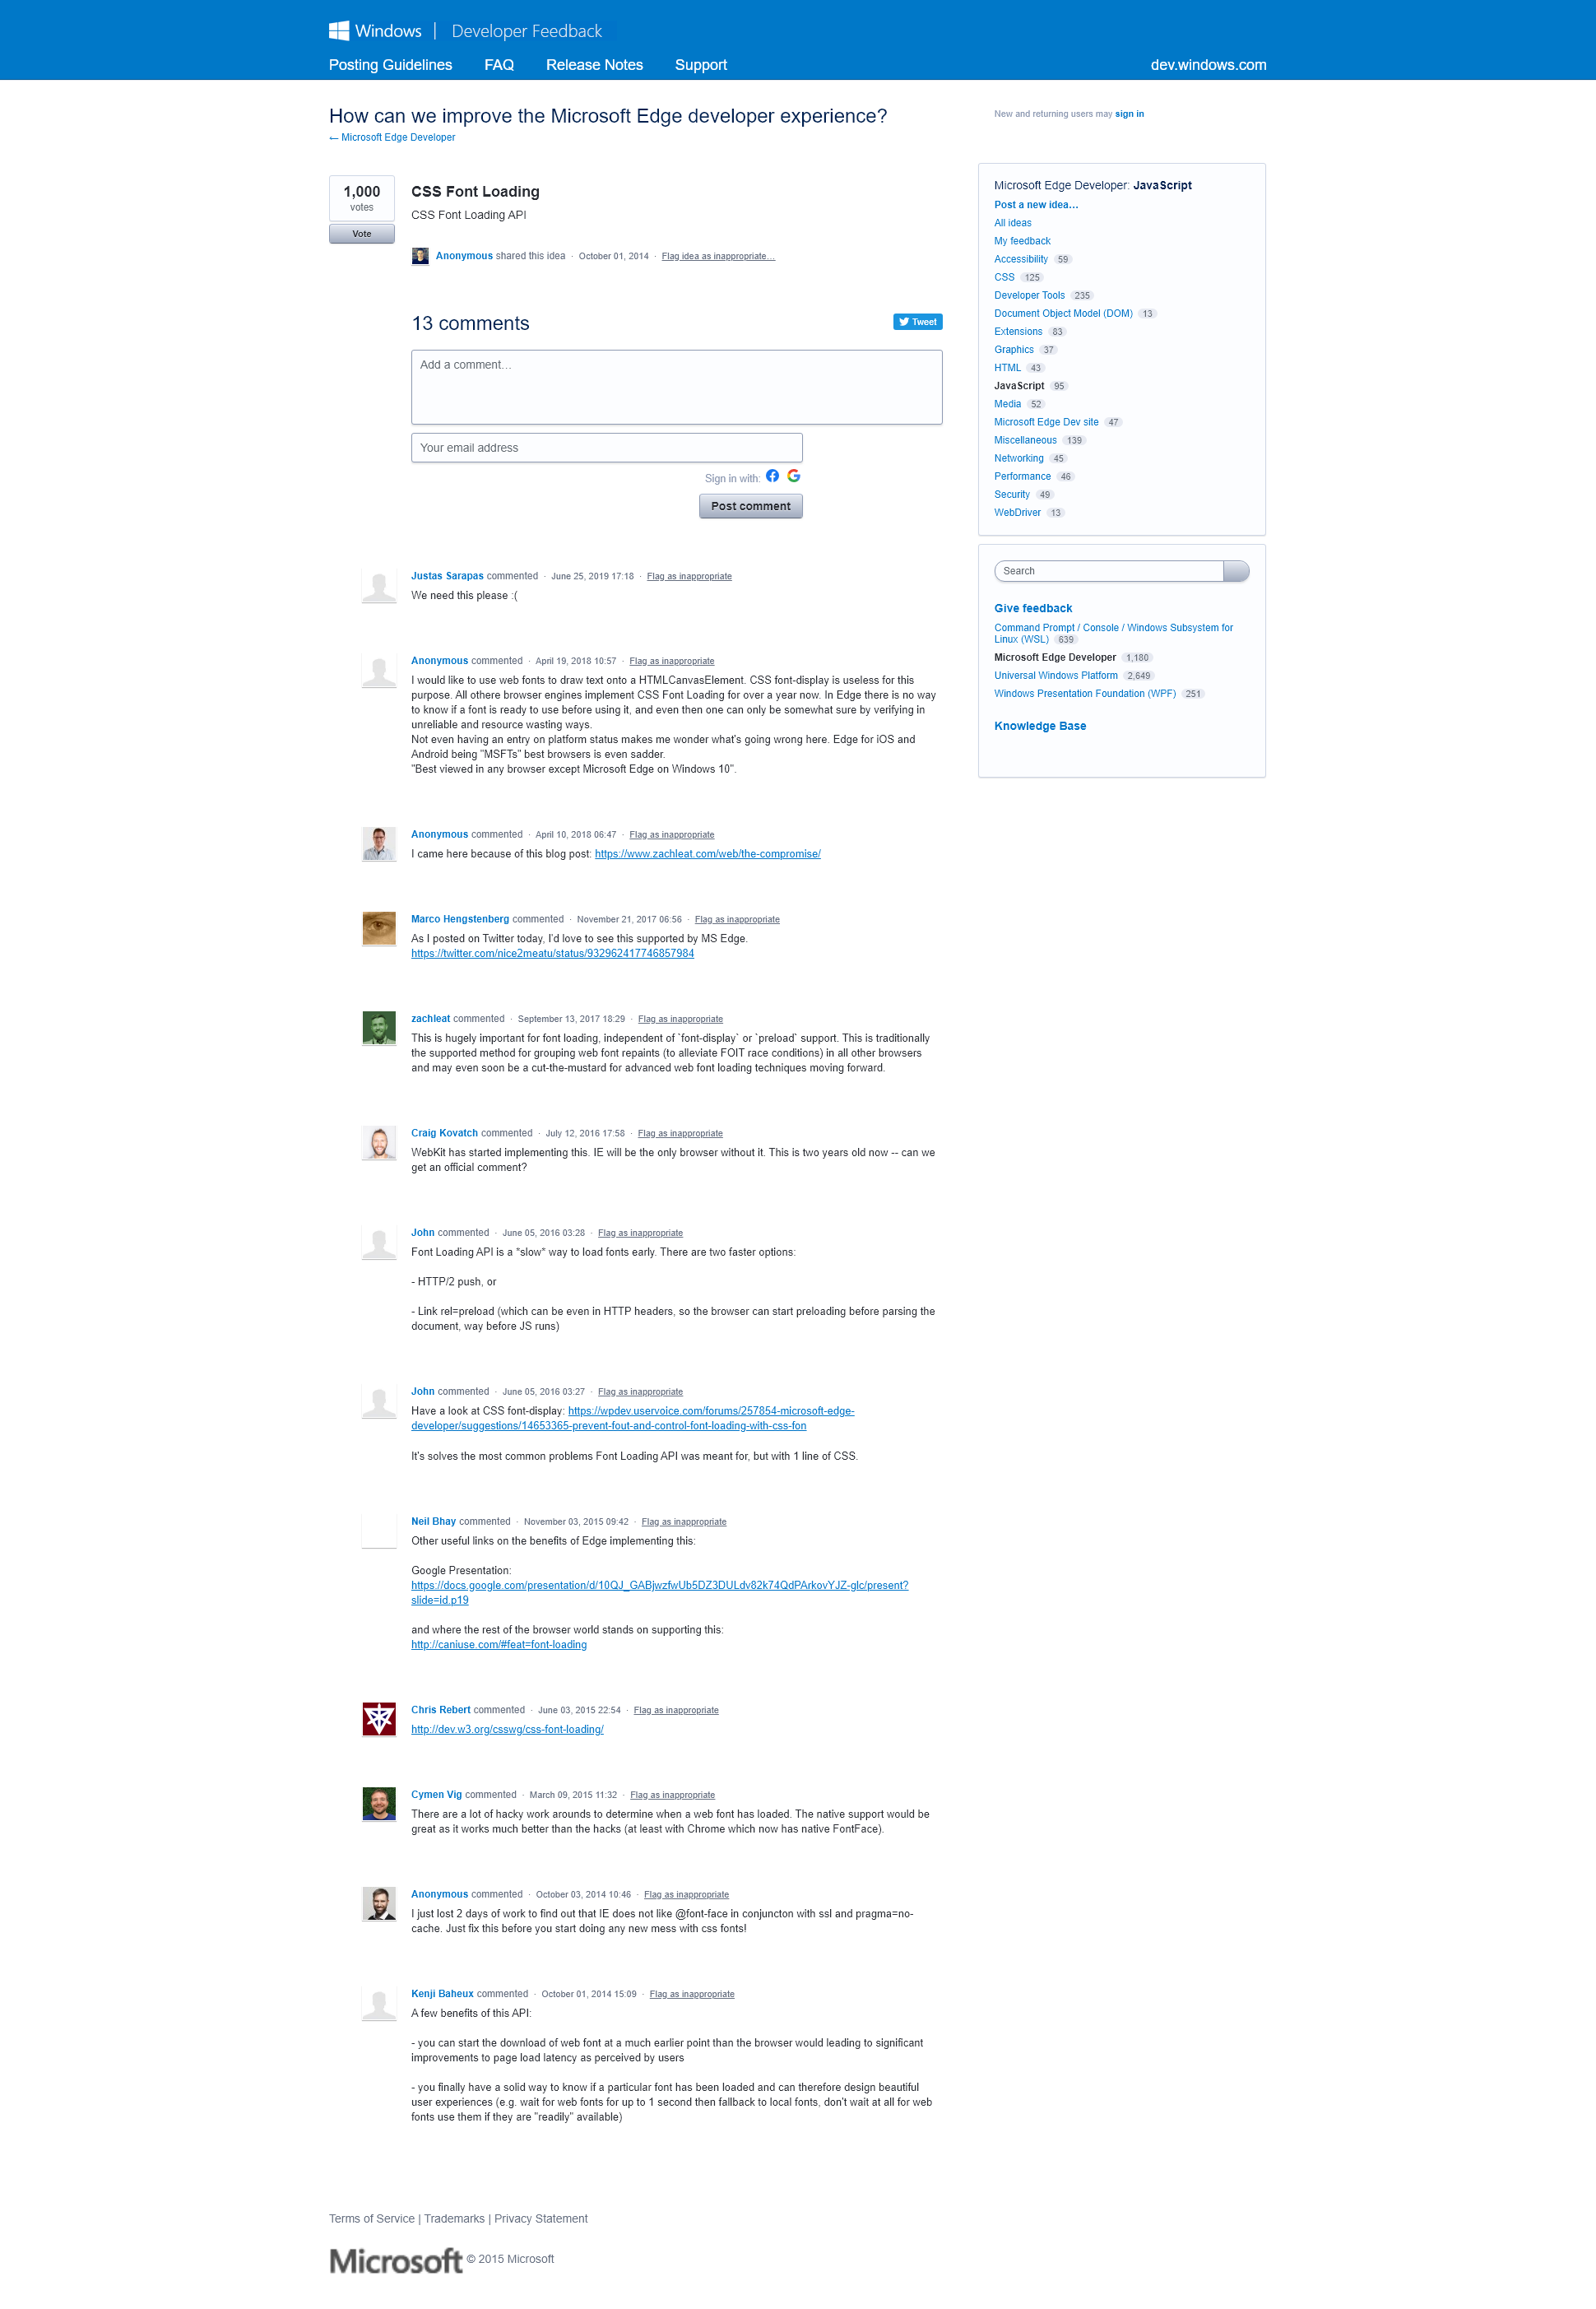 Windows | Developer Feedback
Posting Guidelines FAQ Release Notes Support dev.windows.com
How can we improve the Microsoft Edge developer experience?
← Microsoft Edge Developer
New and returning users may sign in
1,000
votes
Vote
CSS Font Loading
CSS Font Loading API
Anonymous shared this idea · October 01, 2014 · Flag idea as inappropriate…
13 comments
Tweet
Add a comment…
Your email address
Sign in with:
Post comment
Justas Sarapas commented · June 25, 2019 17:18 · Flag as inappropriate
We need this please :(
Anonymous commented · April 19, 2018 10:57 · Flag as inappropriate
I would like to use web fonts to draw text onto a HTMLCanvasElement. CSS font-display is useless for this
purpose. All others browser engines implement CSS Font Loading for over a year now. In Edge there is no way
to know if a font is ready to use before using it, and even then one can only be somewhat sure by verifying in
unreliable and resource wasting ways.
Not even having an entry on platform status makes me wonder what's going wrong here. Edge for iOS and
Android being "MSFTs" best browsers is even sadder.
"Best viewed in any browser except Microsoft Edge on Windows 10".
Anonymous commented · April 10, 2018 06:47 · Flag as inappropriate
I came here because of this blog post: https://www.zachleat.com/web/the-compromise/
Marco Hengstenberg commented · November 21, 2017 06:56 · Flag as inappropriate
As I posted on Twitter today, I'd love to see this supported by MS Edge.
https://twitter.com/nice2meatu/status/932962417746857984
zachleat commented · September 13, 2017 18:29 · Flag as inappropriate
This is hugely important for font loading, independent of `font-display` or `preload` support. This is traditionally
the supported method for grouping web font repaints (to alleviate FOIT race conditions) in all other browsers
and may even soon be a cut-the-mustard for advanced web font loading techniques moving forward.
Craig Kovatch commented · July 12, 2016 17:58 · Flag as inappropriate
WebKit has started implementing this. IE will be the only browser without it. This is two years old now -- can we
get an official comment?
John commented · June 05, 2016 03:28 · Flag as inappropriate
Font Loading API is a *slow* way to load fonts early. There are two faster options:
- HTTP/2 push, or
- Link rel=preload (which can be even in HTTP headers, so the browser can start preloading before parsing the
document, way before JS runs)
John commented · June 05, 2016 03:27 · Flag as inappropriate
Have a look at CSS font-display: https://wpdev.uservoice.com/forums/257854-microsoft-edge-
developer/suggestions/14653365-prevent-fout-and-control-font-loading-with-css-fon
It's solves the most common problems Font Loading API was meant for, but with 1 line of CSS.
Neil Bhay commented · November 03, 2015 09:42 · Flag as inappropriate
Other useful links on the benefits of Edge implementing this:
Google Presentation:
https://docs.google.com/presentation/d/10QJ_GABjwzfwUb5DZ3DULdv82k74QdPArkovYJZ-glc/present?
slide=id.p19
and where the rest of the browser world stands on supporting this:
http://caniuse.com/#feat=font-loading
Chris Rebert commented · June 03, 2015 22:54 · Flag as inappropriate
http://dev.w3.org/csswg/css-font-loading/
Cymen Vig commented · March 09, 2015 11:32 · Flag as inappropriate
There are a lot of hacky work arounds to determine when a web font has loaded. The native support would be
great as it works much better than the hacks (at least with Chrome which now has native FontFace).
Anonymous commented · October 03, 2014 10:46 · Flag as inappropriate
I just lost 2 days of work to find out that IE does not like @font-face in conjuncton with ssl and pragma=no-
cache. Just fix this before you start doing any new mess with css fonts!
Kenji Baheux commented · October 01, 2014 15:09 · Flag as inappropriate
A few benefits of this API:
- you can start the download of web font at a much earlier point than the browser would leading to significant
improvements to page load latency as perceived by users
- you finally have a solid way to know if a particular font has been loaded and can therefore design beautiful
user experiences (e.g. wait for web fonts for up to 1 second then fallback to local fonts, don't wait at all for web
fonts use them if they are "readily" available)
Microsoft Edge Developer: JavaScript
Post a new idea…
All ideas
My feedback
Accessibility 59
CSS 125
Developer Tools 235
Document Object Model (DOM) 13
Extensions 83
Graphics 37
HTML 43
JavaScript 95
Media 52
Microsoft Edge Dev site 47
Miscellaneous 139
Networking 45
Performance 46
Security 49
WebDriver 13
Search
Give feedback
Command Prompt / Console / Windows Subsystem for
Linux (WSL) 639
Microsoft Edge Developer 1,180
Universal Windows Platform 2,649
Windows Presentation Foundation (WPF) 251
Knowledge Base
Terms of Service | Trademarks | Privacy Statement
Microsoft © 2015 Microsoft